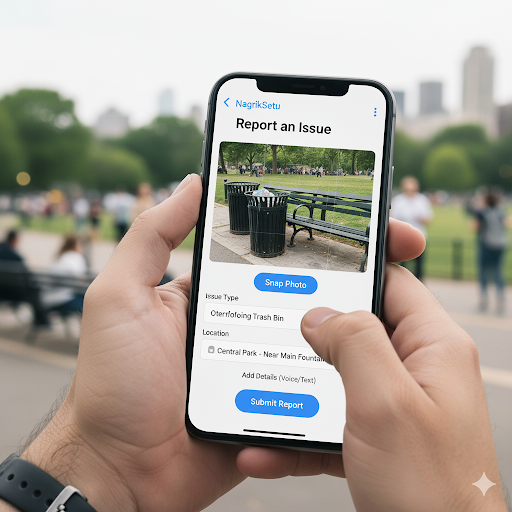 NagrikSetu
Report an Issue
Snap Photo
Issue Type
Oterrfofoing Trash Bin
Location
Central Park - Near Main Fountain
Add Details (Voice/Text)
Submit Report